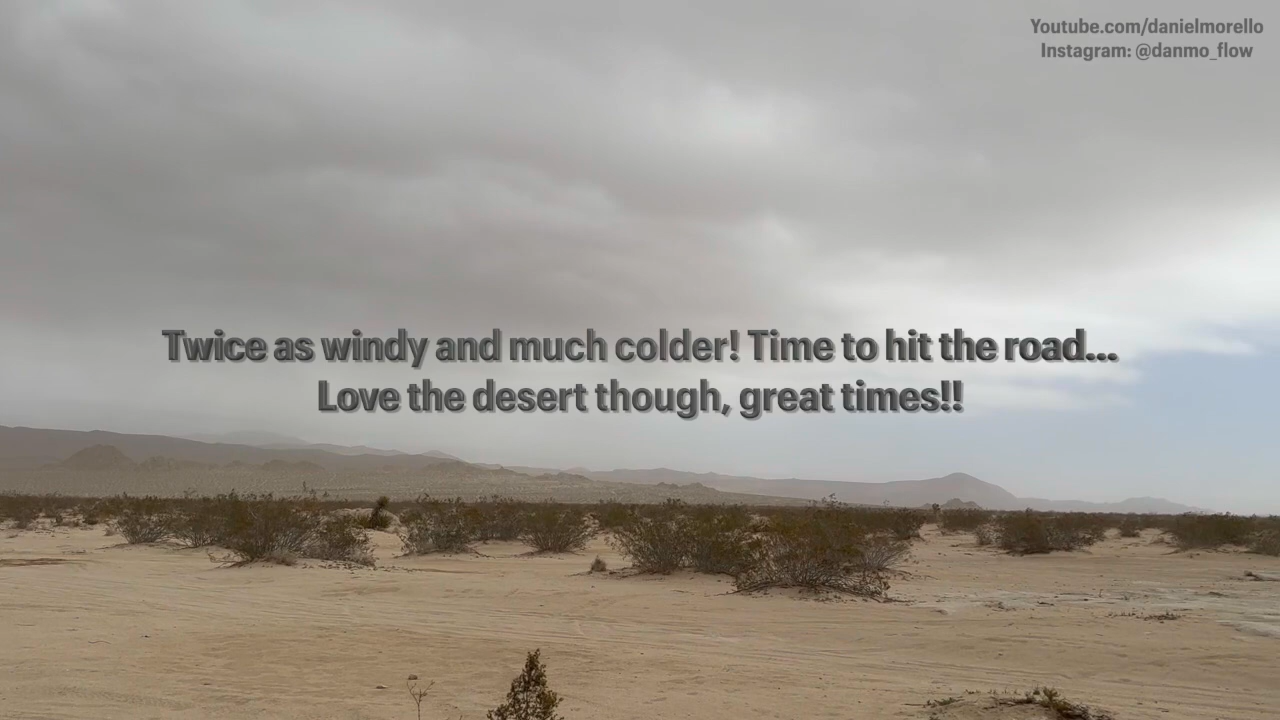 Youtube.com/danielmorello
Instagram: @danmo_flow
Twice as windy and much colder! Time to hit the road...
Love the desert though, great times!!